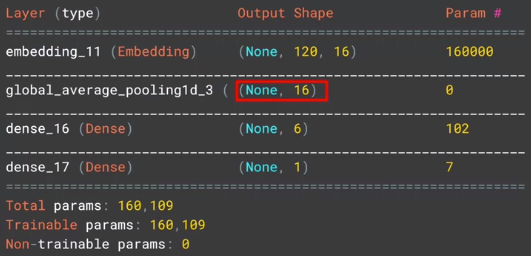 Layer (type) Output Shape Param #
=================================================================
embedding_11 (Embedding) (None, 120, 16) 160000
_________________________________________________________________
global_average_pooling1d_3 ( (None, 16) 0
_________________________________________________________________
dense_16 (Dense) (None, 6) 102
_________________________________________________________________
dense_17 (Dense) (None, 1) 7
=================================================================
Total params: 160,109
Trainable params: 160,109
Non-trainable params: 0